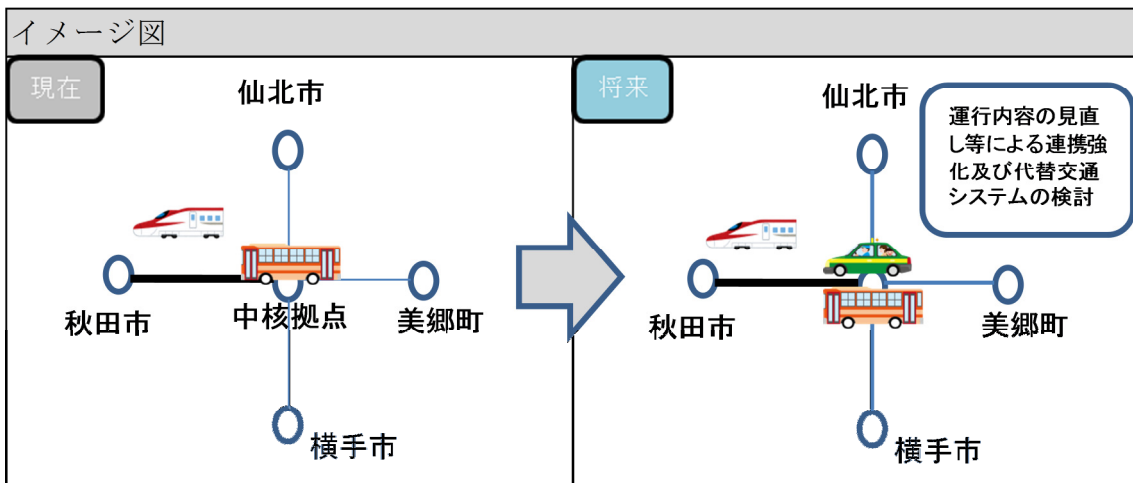 イメージ図
現在
仙北市
秋田市
中核拠点
美郷町
横手市
将来
仙北市
運行内容の見直
し等による連携強
化及び代替交通
システムの検討
秋田市
美郷町
横手市